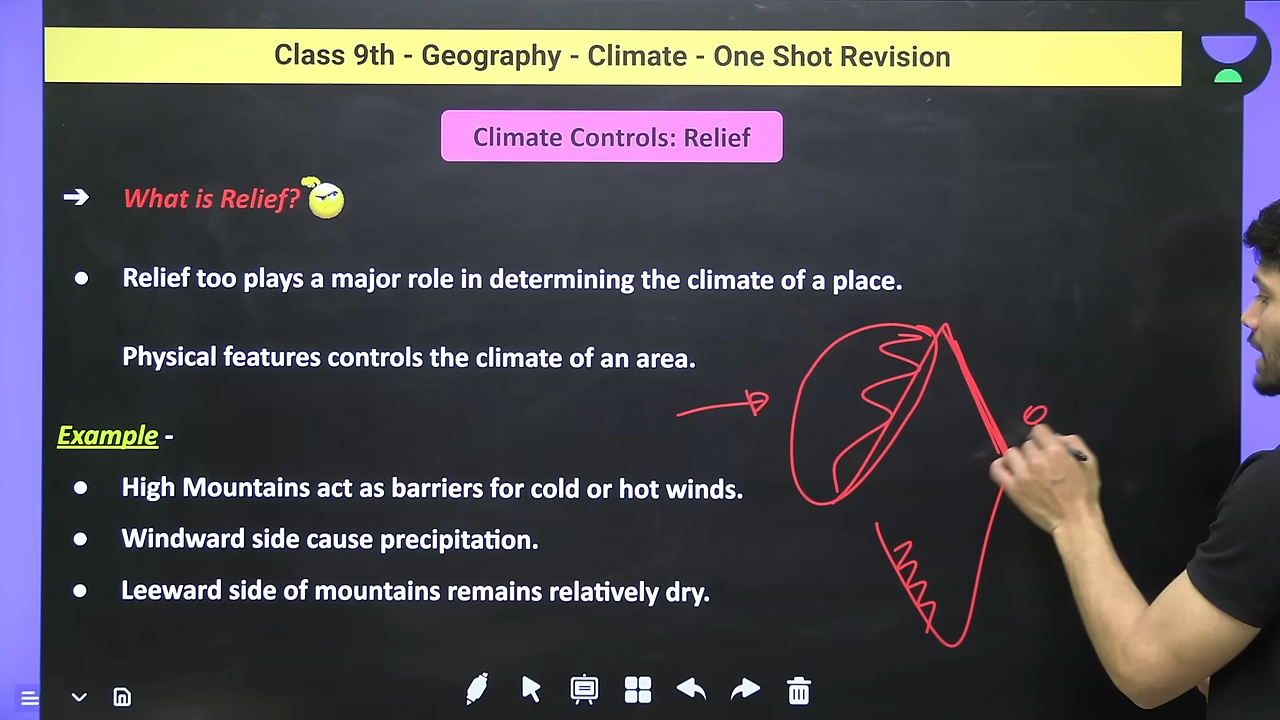 Class 9th - Geography - Climate - One Shot Revision
Climate Controls: Relief
➔ What is Relief?
● Relief too plays a major role in determining the climate of a place.
Physical features controls the climate of an area.
Example -
● High Mountains act as barriers for cold or hot winds.
● Windward side cause precipitation.
● Leeward side of mountains remains relatively dry.